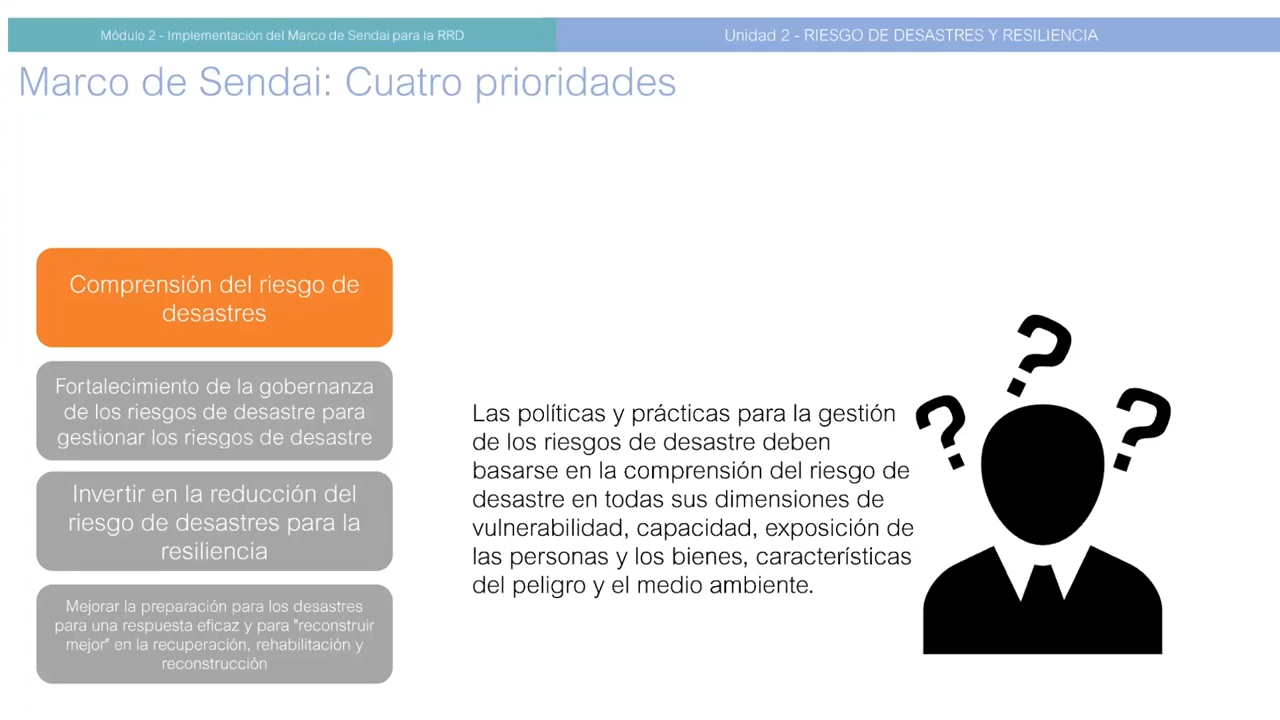 Módulo 2 - Implementación del Marco de Sendai para la RRD
Unidad 2 - RIESGO DE DESASTRES Y RESILIENCIA
Marco de Sendai: Cuatro prioridades
Comprensión del riesgo de
desastres
Fortalecimiento de la gobernanza
de los riesgos de desastre para
gestionar los riesgos de desastre
Invertir en la reducción del
riesgo de desastres para la
resiliencia
Mejorar la preparación para los desastres
para una respuesta eficaz y para "reconstruir
mejor" en la recuperación, rehabilitación y
reconstrucción
Las políticas y prácticas para la gestión
de los riesgos de desastre deben
basarse en la comprensión del riesgo de
desastre en todas sus dimensiones de
vulnerabilidad, capacidad, exposición de
las personas y los bienes, características
del peligro y el medio ambiente.
? ? ?